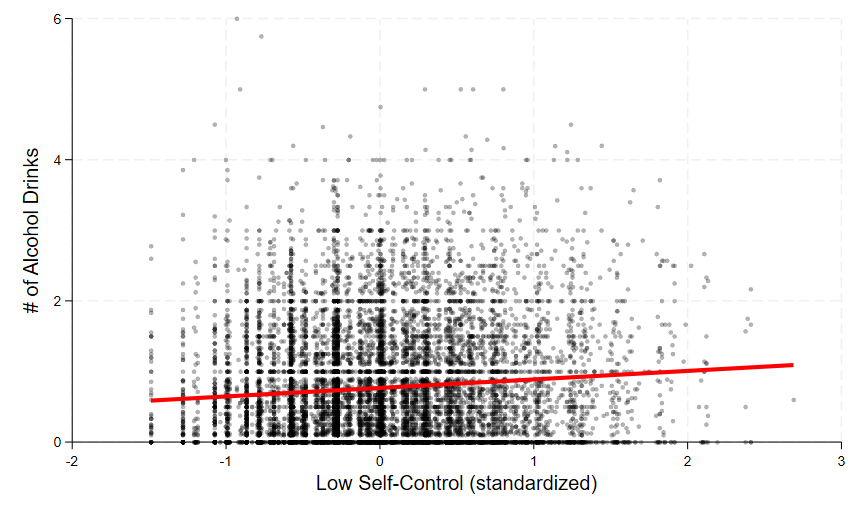 6
4
2
0
# of Alcohol Drinks
-2 -1 0 1 2 3
Low Self-Control (standardized)